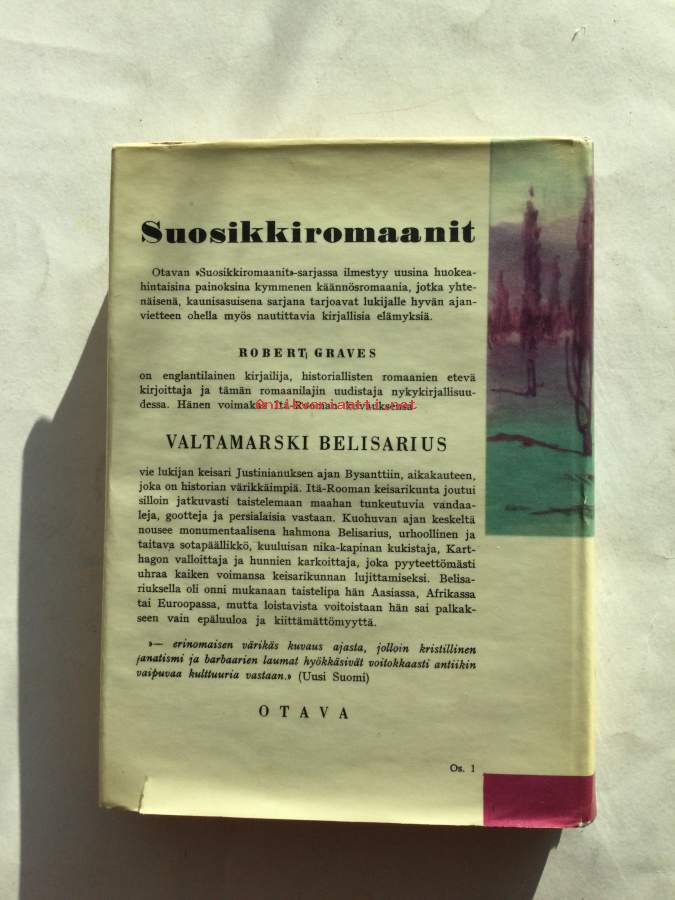 Suosikkiromaanit
Otavan »Suosikkiromaanit»-sarjassa ilmestyy uusina huokea-
hintaisina painoksina kymmenen käännösromaania, jotka yhte-
näisenä, kaunisasuisena sarjana tarjoavat lukijalle hyvän ajan-
vietteen ohella myös nautittavia kirjallisia elämyksiä.
ROBERT GRAVES
on englantilainen kirjailija, historiallisten romaanien etevä
kirjoittaja ja tämän romaanilajin uudistaja nykykirjallisuu-
dessa. Hänen Itä-Rooman kuvauksensa
Antikvariaatti.net
VALTAMARSKI BELISARIUS
vie lukijan keisari Justinianuksen ajan Bysanttiin, aikakauteen,
joka on historian värikkäimpiä. Itä-Rooman keisarikunta joutui
silloin jatkuvasti taistelemaan maahan tunkeutuvia vandaa-
leja, gootteja ja persialaisia vastaan. Kuohuvan ajan keskeltä
nousee monumentaalisena hahmona Belisarius, urhoollinen ja
taitava sotapäällikkö, kuuluisan nika-kapinan kukistaja, Kart-
hagon valloittaja ja hunnien karkoittaja, joka pyyteettömästi
uhraa kaiken voimansa keisarikunnan lujittamiseksi. Belisa-
riuksella oli onni mukanaan taistelipa hän Aasiassa, Afrikassa
tai Euroopassa, mutta loistavista voitoistaan hän sai palkak-
seen vain epäluuloa ja kiittämättömyyttä.
»— erinomaisen värikäs kuvaus ajasta, jolloin kristillinen
fanatismi ja barbaarien laumat hyökkäsivät voitokkaasti antiikin
vaipuvaa kulttuuria vastaan.» (Uusi Suomi)
OTAVA
Os. 1